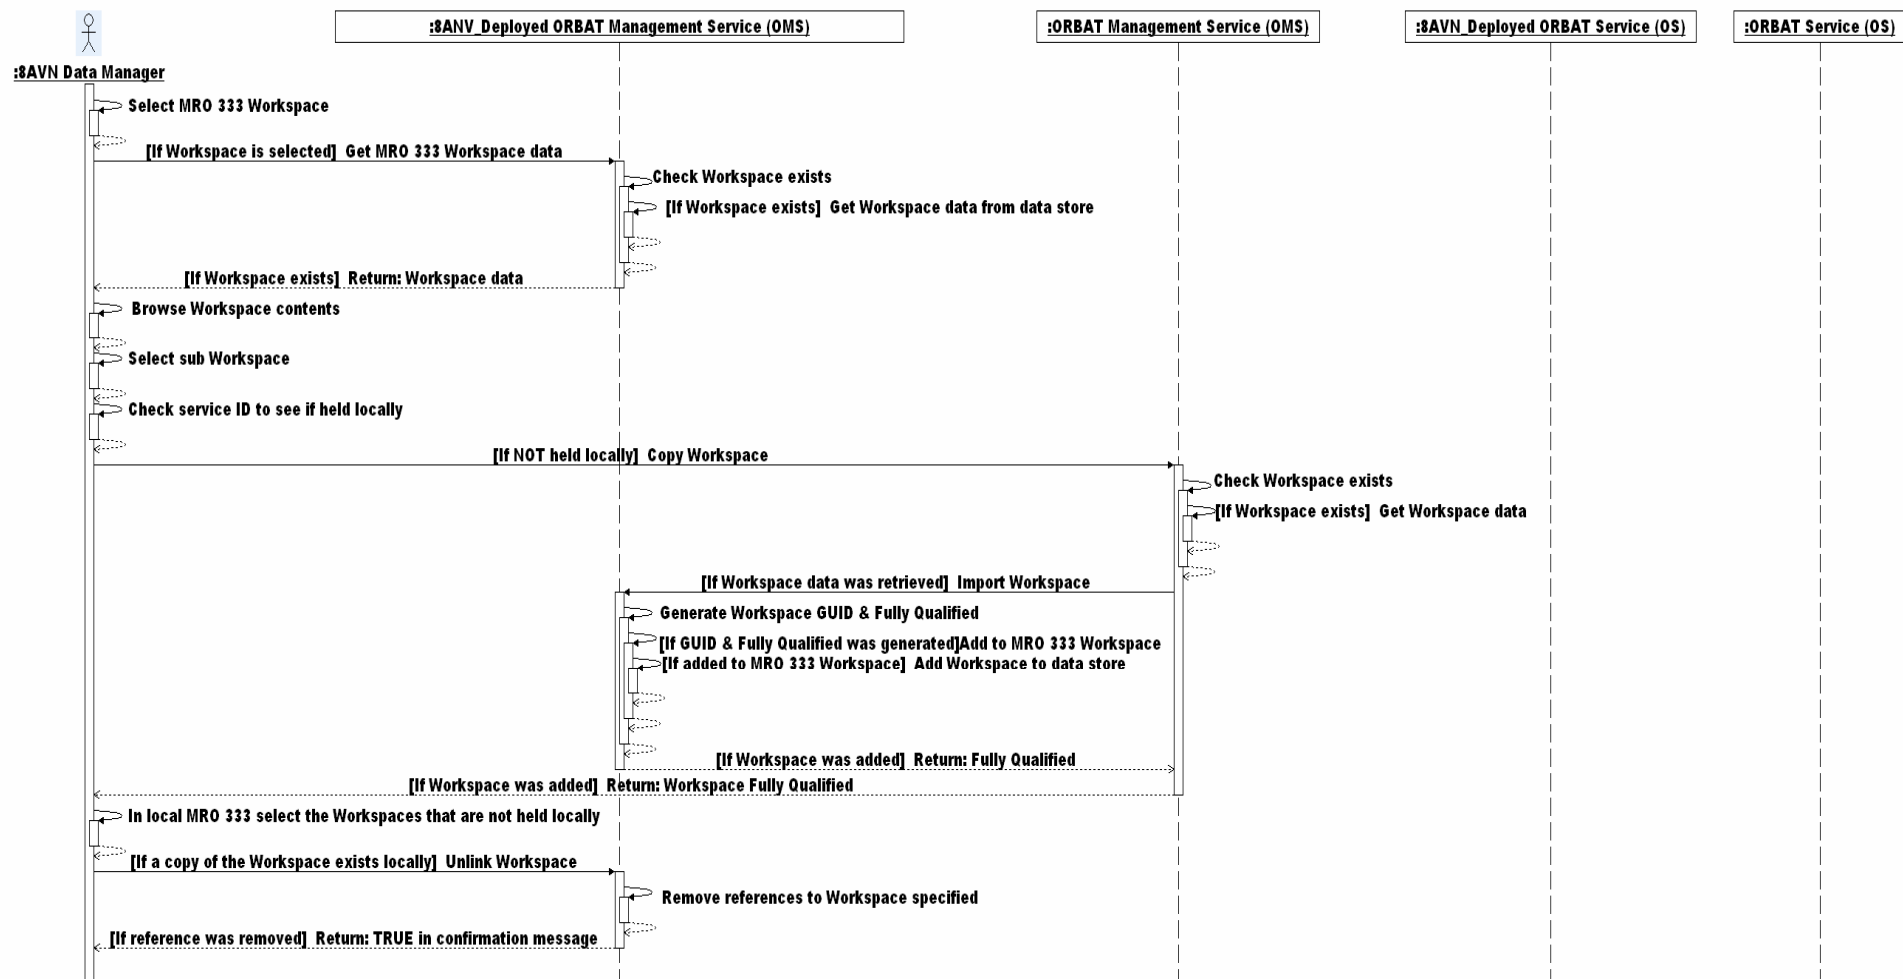 :8ANV_Deployed ORBAT Management Service (OMS)
:ORBAT Management Service (OMS)
:8AVN_Deployed ORBAT Service (OS)
:ORBAT Service (OS)
:8AVN Data Manager
Select MRO 333 Workspace
[If Workspace is selected] Get MRO 333 Workspace data
Check Workspace exists
[If Workspace exists] Get Workspace data from data store
[If Workspace exists] Return: Workspace data
Browse Workspace contents
Select sub Workspace
Check service ID to see if held locally
[If NOT held locally] Copy Workspace
Check Workspace exists
[If Workspace exists] Get Workspace data
[If Workspace data was retrieved] Import Workspace
Generate Workspace GUID & Fully Qualified
[If GUID & Fully Qualified was generated]Add to MRO 333 Workspace
[If added to MRO 333 Workspace] Add Workspace to data store
[If Workspace was added] Return: Fully Qualified
[If Workspace was added] Return: Workspace Fully Qualified
In local MRO 333 select the Workspaces that are not held locally
[If a copy of the Workspace exists locally] Unlink Workspace
Remove references to Workspace specified
[If reference was removed] Return: TRUE in confirmation message